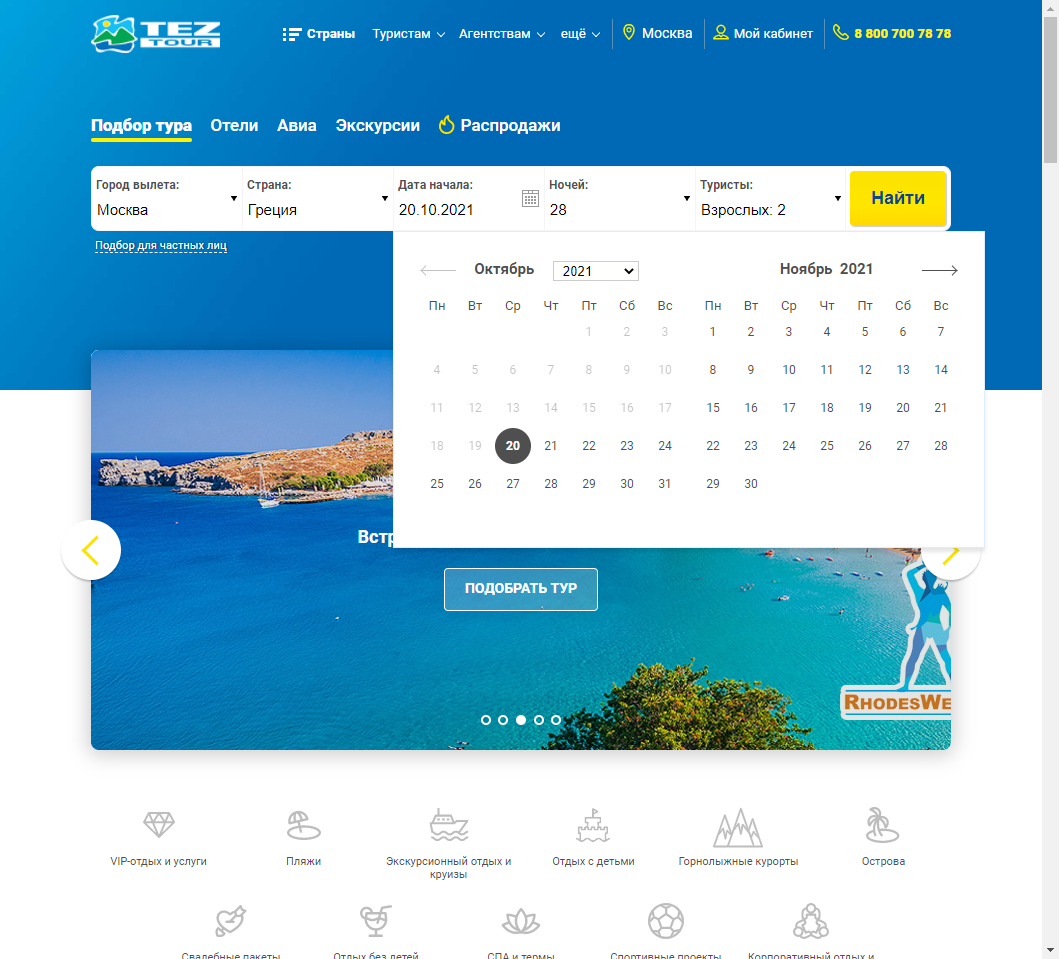 TEZ TOUR
Страны Туристам Агентствам ещё Москва Мой кабинет 8 800 700 78 78
Подбор тура Отели Авиа Экскурсии Распродажи
Город вылета: Страна: Дата начала: Ночей: Туристы:
Москва Греция 20.10.2021 28 Взрослых: 2 Найти
Подбор для частных лиц
Октябрь 2021 Ноябрь 2021
Пн Вт Ср Чт Пт Сб Вс Пн Вт Ср Чт Пт Сб Вс
1 2 3 1 2 3 4 5 6 7
4 5 6 7 8 9 10 8 9 10 11 12 13 14
11 12 13 14 15 16 17 15 16 17 18 19 20 21
18 19 20 21 22 23 24 22 23 24 25 26 27 28
25 26 27 28 29 30 31 29 30
ПОДОБРАТЬ ТУР
VIP-отдых и услуги Пляжи Экскурсионный отдых и круизы Отдых с детьми Горнолыжные курорты Острова
Свадебные пакеты Отдых без детей СПА и термы Спортивные проекты Корпоративный отдых и